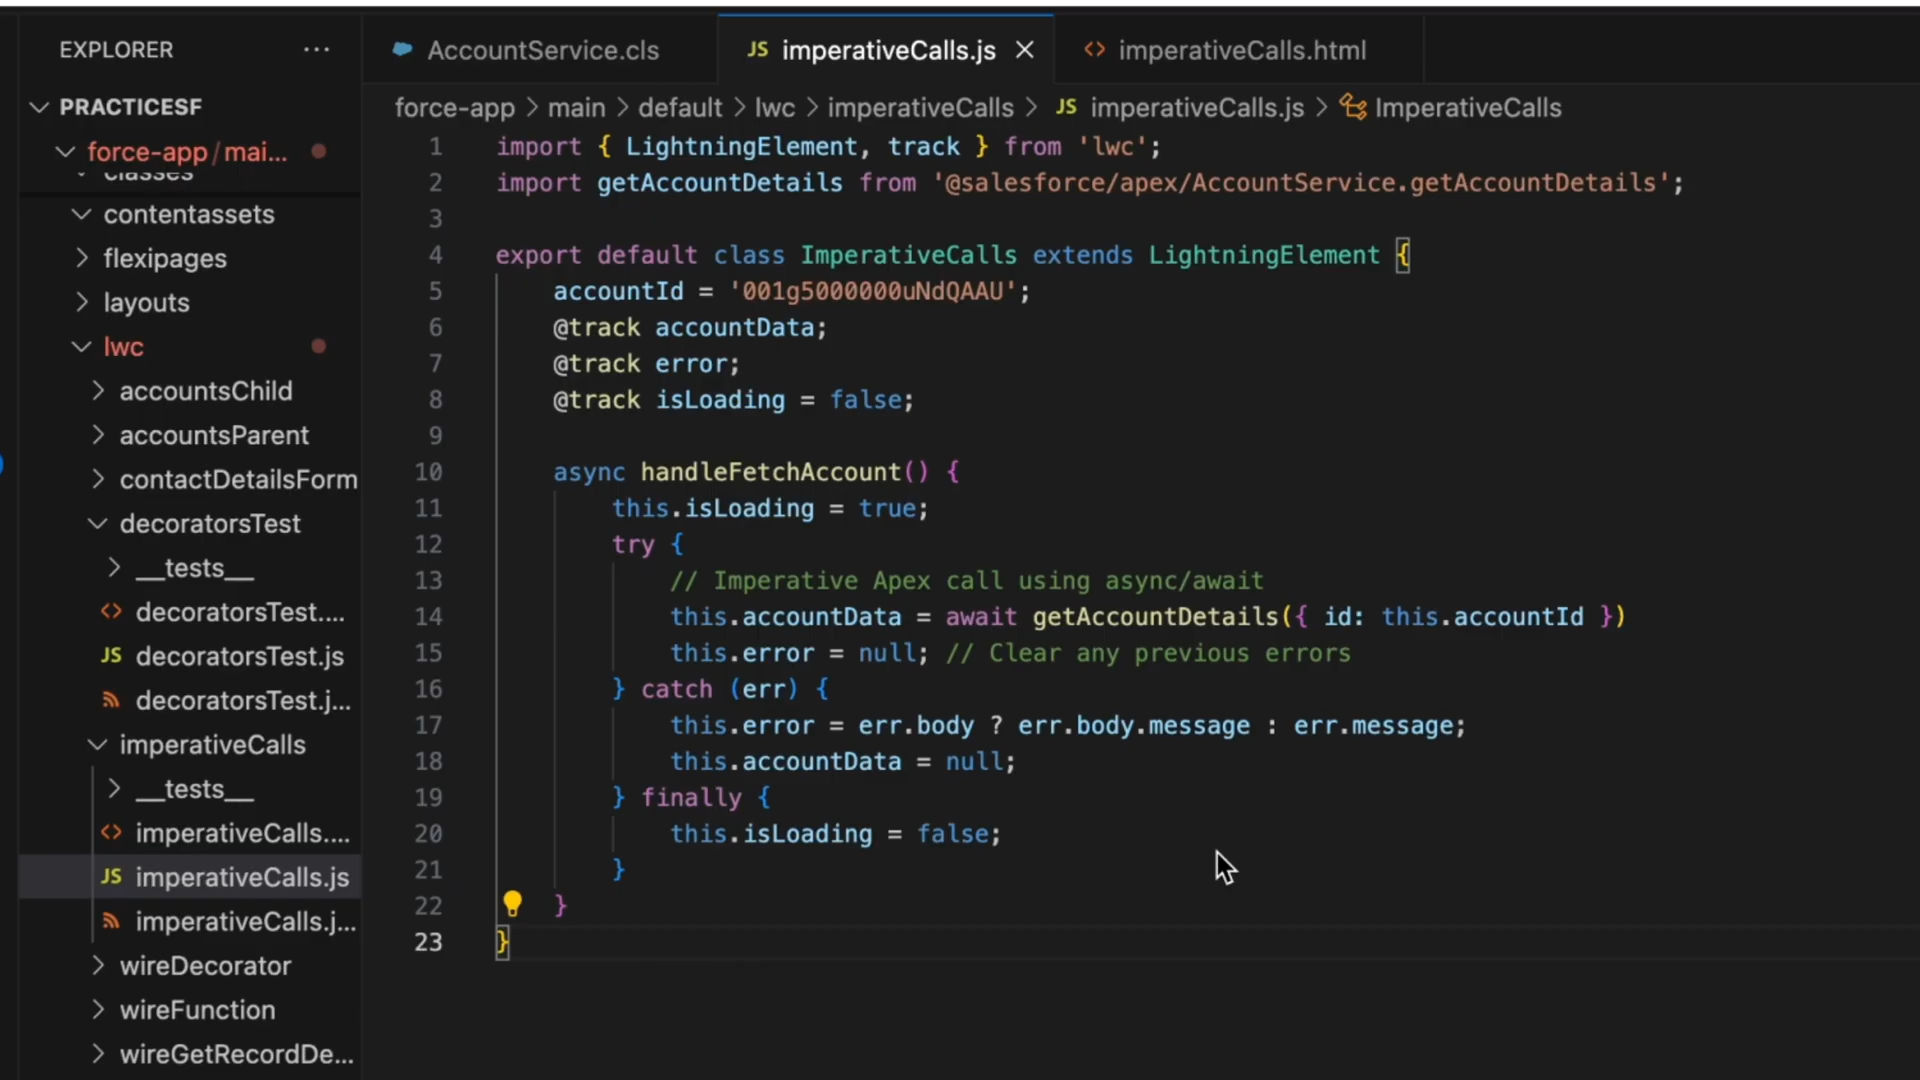 EXPLORER ...
PRACTICESF
force-app/mai...
classes
contentassets
flexipages
layouts
lwc
accountsChild
accountsParent
contactDetailsForm
decoratorsTest
__tests__
decoratorsTest....
JS decoratorsTest.js
decoratorsTest.j...
imperativeCalls
__tests__
imperativeCalls....
JS imperativeCalls.js
imperativeCalls.j...
wireDecorator
wireFunction
wireGetRecordDe...
AccountService.cls JS imperativeCalls.js imperativeCalls.html
force-app > main > default > lwc > imperativeCalls > JS imperativeCalls.js > ImperativeCalls
1 import { LightningElement, track } from 'lwc';
2 import getAccountDetails from '@salesforce/apex/AccountService.getAccountDetails';
3
4 export default class ImperativeCalls extends LightningElement {
5 accountId = '001g5000000uNdQAAU';
6 @track accountData;
7 @track error;
8 @track isLoading = false;
9
10 async handleFetchAccount() {
11 this.isLoading = true;
12 try {
13 // Imperative Apex call using async/await
14 this.accountData = await getAccountDetails({ id: this.accountId })
15 this.error = null; // Clear any previous errors
16 } catch (err) {
17 this.error = err.body ? err.body.message : err.message;
18 this.accountData = null;
19 } finally {
20 this.isLoading = false;
21 }
22 }
23 }